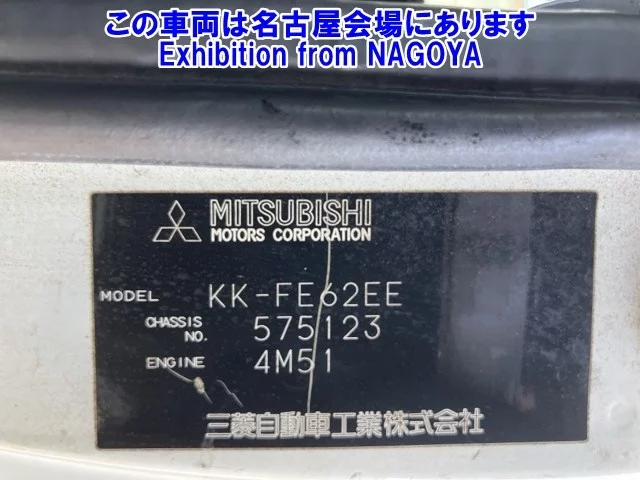 この車両は名古屋会場にあります
Exhibition from NAGOYA
MITSUBISHI
MOTORS CORPORATION
MODEL KK-FE62EE
CHASSIS NO. 575123
ENGINE 4M51
三菱自動車工業株式会社